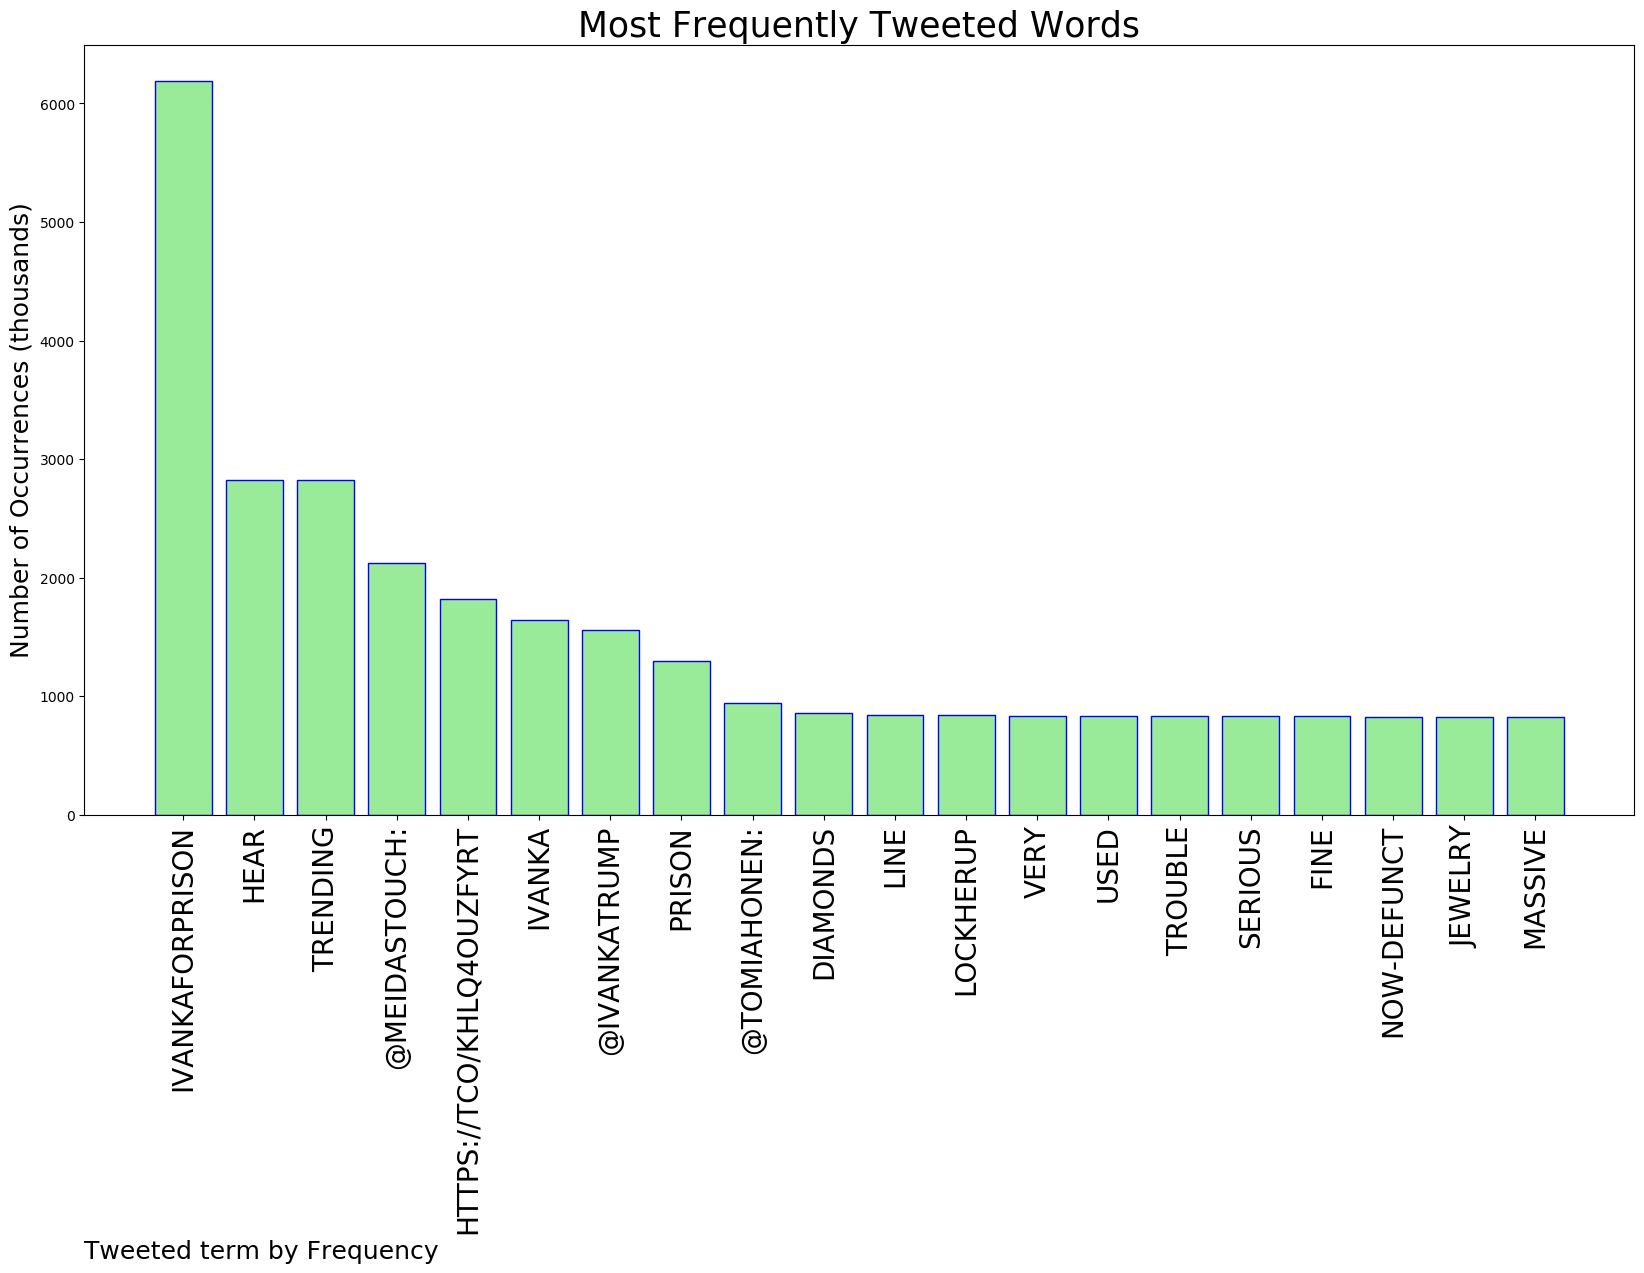 Most Frequently Tweeted Words
Number of Occurrences (thousands)
6000
5000
4000
3000
2000
1000
0
IVANKAFORPRISON
HEAR
TRENDING
@MEIDASTOUCH:
HTTPS://TCO/KHLQ4OUZFYRT
IVANKA
@IVANKATRUMP
PRISON
@TOMIAHONEN:
DIAMONDS
LINE
LOCKHERUP
VERY
USED
TROUBLE
SERIOUS
FINE
NOW-DEFUNCT
JEWELRY
MASSIVE
Tweeted term by Frequency